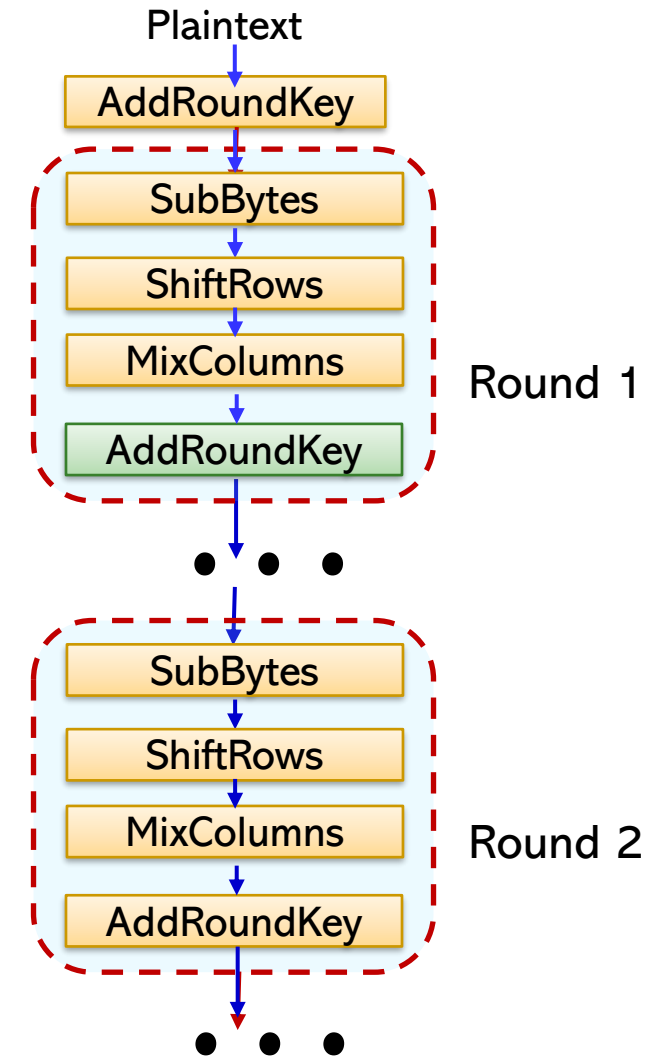 Plaintext
AddRoundKey
SubBytes
ShiftRows
MixColumns
Round 1
AddRoundKey
• • •
SubBytes
ShiftRows
MixColumns
Round 2
AddRoundKey
• • •